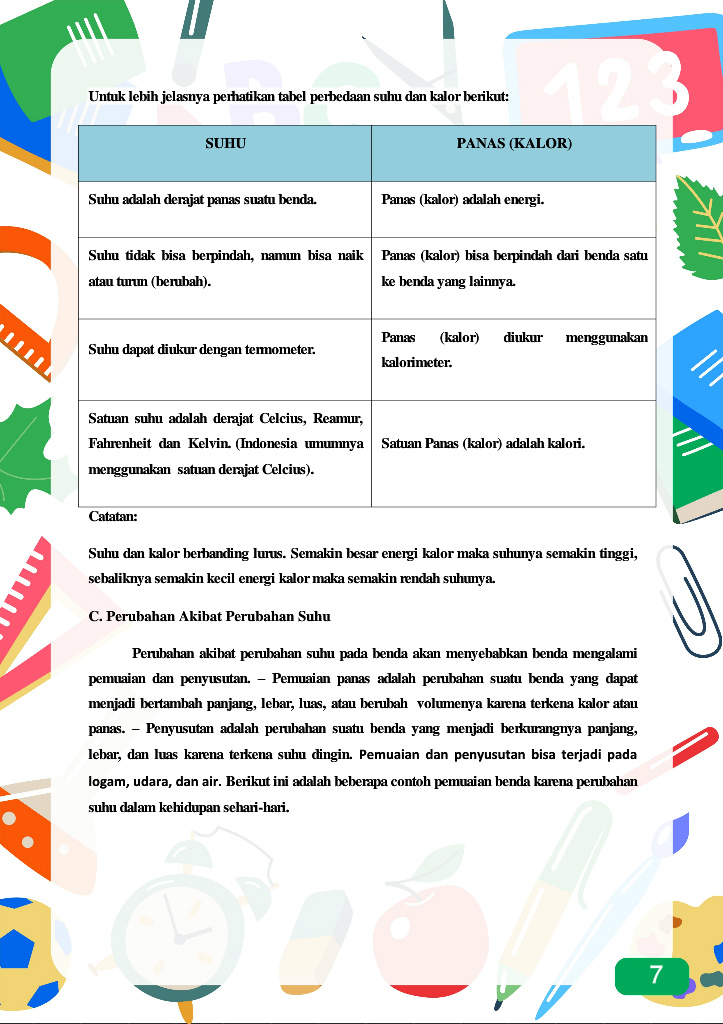 123
Untuk lebih jelasnya perhatikan tabel perbedaan suhu dan kalor berikut:
SUHU
PANAS (KALOR)
Suhu adalah derajat panas suatu benda.
Panas (kalor) adalah energi.
Suhu tidak bisa berpindah, namun bisa naik
atau turun (berubah).
Panas (kalor) bisa berpindah dari benda satu
ke benda yang lainnya.
Suhu dapat diukur dengan termometer.
Panas (kalor) diukur menggunakan
kalorimeter.
Satuan suhu adalah derajat Celcius, Reamur,
Fahrenheit dan Kelvin. (Indonesia umumnya
menggunakan satuan derajat Celcius).
Satuan Panas (kalor) adalah kalori.
Catatan:
Suhu dan kalor berbanding lurus. Semakin besar energi kalor maka suhunya semakin tinggi,
sebaliknya semakin kecil energi kalor maka semakin rendah suhunya.
C. Perubahan Akibat Perubahan Suhu
Perubahan akibat perubahan suhu pada benda akan menyebabkan benda mengalami
pemuaian dan penyusutan. – Pemuaian panas adalah perubahan suatu benda yang dapat
menjadi bertambah panjang, lebar, luas, atau berubah volumenya karena terkena kalor atau
panas. – Penyusutan adalah perubahan suatu benda yang menjadi berkurangnya panjang,
lebar, dan luas karena terkena suhu dingin. Pemuaian dan penyusutan bisa terjadi pada
logam, udara, dan air. Berikut ini adalah beberapa contoh pemuaian benda karena perubahan
suhu dalam kehidupan sehari-hari.
7